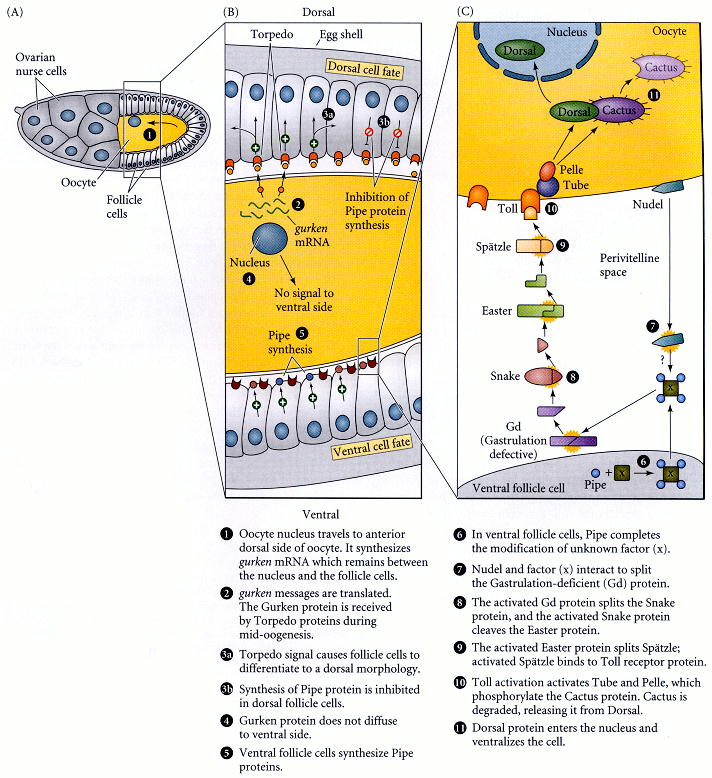 (A)
Ovarian
nurse cells
1
Oocyte
Follicle
cells
(B)
Dorsal
Torpedo
Egg shell
Dorsal cell fate
3a
3b
Inhibition of
Pipe protein
synthesis
2
gurken
mRNA
Nucleus
4
No signal to
ventral side
Pipe 5
synthesis
Ventral cell fate
Ventral
(C)
Nucleus
Oocyte
Dorsal
Cactus
11
Dorsal
Cactus
Pelle
Tube
Toll
10
Nudel
Spätzle
9
Perivitelline
space
Easter
7
?
Snake
8
x
Gd
(Gastrulation
defective)
6
+ x
x
Pipe
Ventral follicle cell
1 Oocyte nucleus travels to anterior
dorsal side of oocyte. It synthesizes
gurken mRNA which remains between
the nucleus and the follicle cells.
2 gurken messages are translated.
The Gurken protein is received
by Torpedo proteins during
mid-oogenesis.
3a Torpedo signal causes follicle cells to
differentiate to a dorsal morphology.
3b Synthesis of Pipe protein is inhibited
in dorsal follicle cells.
4 Gurken protein does not diffuse
to ventral side.
5 Ventral follicle cells synthesize Pipe
proteins.
6 In ventral follicle cells, Pipe completes
the modification of unknown factor (x).
7 Nudel and factor (x) interact to split
the Gastrulation-deficient (Gd) protein.
8 The activated Gd protein splits the Snake
protein, and the activated Snake protein
cleaves the Easter protein.
9 The activated Easter protein splits Spätzle;
activated Spätzle binds to Toll receptor protein.
10 Toll activation activates Tube and Pelle, which
phosphorylate the Cactus protein. Cactus is
degraded, releasing it from Dorsal.
11 Dorsal protein enters the nucleus and
ventralizes the cell.